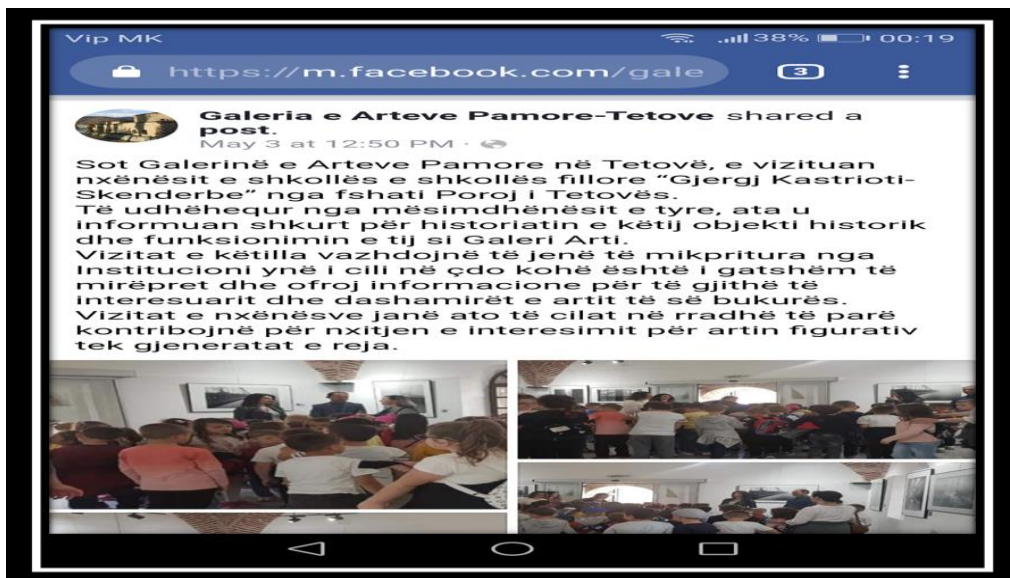 Vip MK 38% 00:19
https://m.facebook.com/gale 3
Galeria e Arteve Pamore-Tetove shared a
post.
May 3 at 12:50 PM ·
Sot Galerinë e Arteve Pamore në Tetovë, e vizituan
nxënësit e shkollës e shkollës fillore “Gjergj Kastrioti-
Skenderbe” nga fshati Poroj i Tetovës.
Të udhëhequr nga mësimdhënësit e tyre, ata u
informuan shkurt për historiatin e këtij objekti historik
dhe funksionimin e tij si Galeri Arti.
Vizitat e këtilla vazhdojnë të jenë të mikpritura nga
Institucioni ynë i cili në çdo kohë është i gatshëm të
mirëpret dhe ofroj informacione për të gjithë të
interesuarit dhe dashamirët e artit të së bukurës.
Vizitat e nxënësve janë ato të cilat në rradhë të parë
kontribojnë për nxitjen e interesimit për artin figurativ
tek gjeneratat e reja.